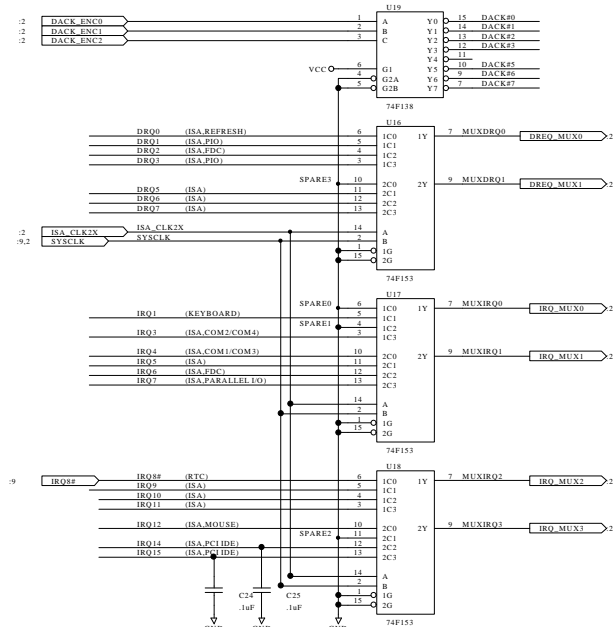 U19
:2 DACK_ENC0 1 A Y0 15 DACK#0
:2 DACK_ENC1 2 B Y1 14 DACK#1
:2 DACK_ENC2 3 C Y2 13 DACK#2
Y3 12 DACK#3
Y4 11
VCC 6 G1 Y5 10 DACK#5
4 G2A Y6 9 DACK#6
5 G2B Y7 7 DACK#7
74F138
U16
DRQ0 (ISA,REFRESH) 6 1C0 1Y 7 MUXDRQ0 DREQ_MUX0 :2
DRQ1 (ISA,PIO) 5 1C1
DRQ2 (ISA,FDC) 4 1C2
DRQ3 (ISA,PIO) 3 1C3
SPARE3 10 2C0 2Y 9 MUXDRQ1 DREQ_MUX1 :2
DRQ5 (ISA) 11 2C1
DRQ6 (ISA) 12 2C2
DRQ7 (ISA) 13 2C3
:2 ISA_CLK2X ISA_CLK2X 14 A
:9,2 SYSCLK SYSCLK 2 B
1 1G
15 2G
74F153
U17
SPARE0 6 1C0 1Y 7 MUXIRQ0 IRQ_MUX0 :2
IRQ1 (KEYBOARD) 5 1C1
SPARE1 4 1C2
IRQ3 (ISA,COM2/COM4) 3 1C3
IRQ4 (ISA,COM1/COM3) 10 2C0 2Y 9 MUXIRQ1 IRQ_MUX1 :2
IRQ5 (ISA) 11 2C1
IRQ6 (ISA,FDC) 12 2C2
IRQ7 (ISA,PARALLEL I/O) 13 2C3
14 A
2 B
1 1G
15 2G
74F153
U18
:9 IRQ8# IRQ8# (RTC) 6 1C0 1Y 7 MUXIRQ2 IRQ_MUX2 :2
IRQ9 (ISA) 5 1C1
IRQ10 (ISA) 4 1C2
IRQ11 (ISA) 3 1C3
IRQ12 (ISA,MOUSE) 10 2C0 2Y 9 MUXIRQ3 IRQ_MUX3 :2
SPARE2 11 2C1
IRQ14 (ISA,PCI IDE) 12 2C2
IRQ15 (ISA,PCI IDE) 13 2C3
14 A
2 B
C24 C25
1 1G
.1uF .1uF
15 2G
74F153